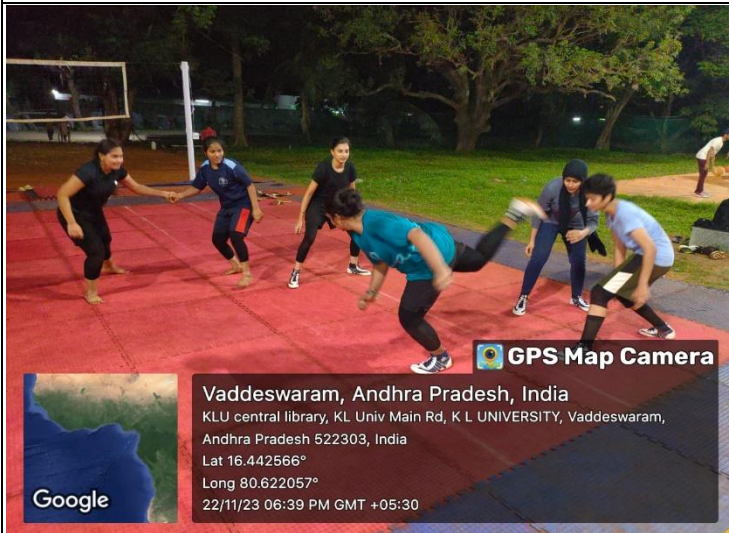 GPS Map Camera
Vaddeswaram, Andhra Pradesh, India
KLU central library, KL Univ Main Rd, K L UNIVERSITY, Vaddeswaram,
Andhra Pradesh 522303, India
Lat 16.442566°
Long 80.622057°
22/11/23 06:39 PM GMT +05:30
Google